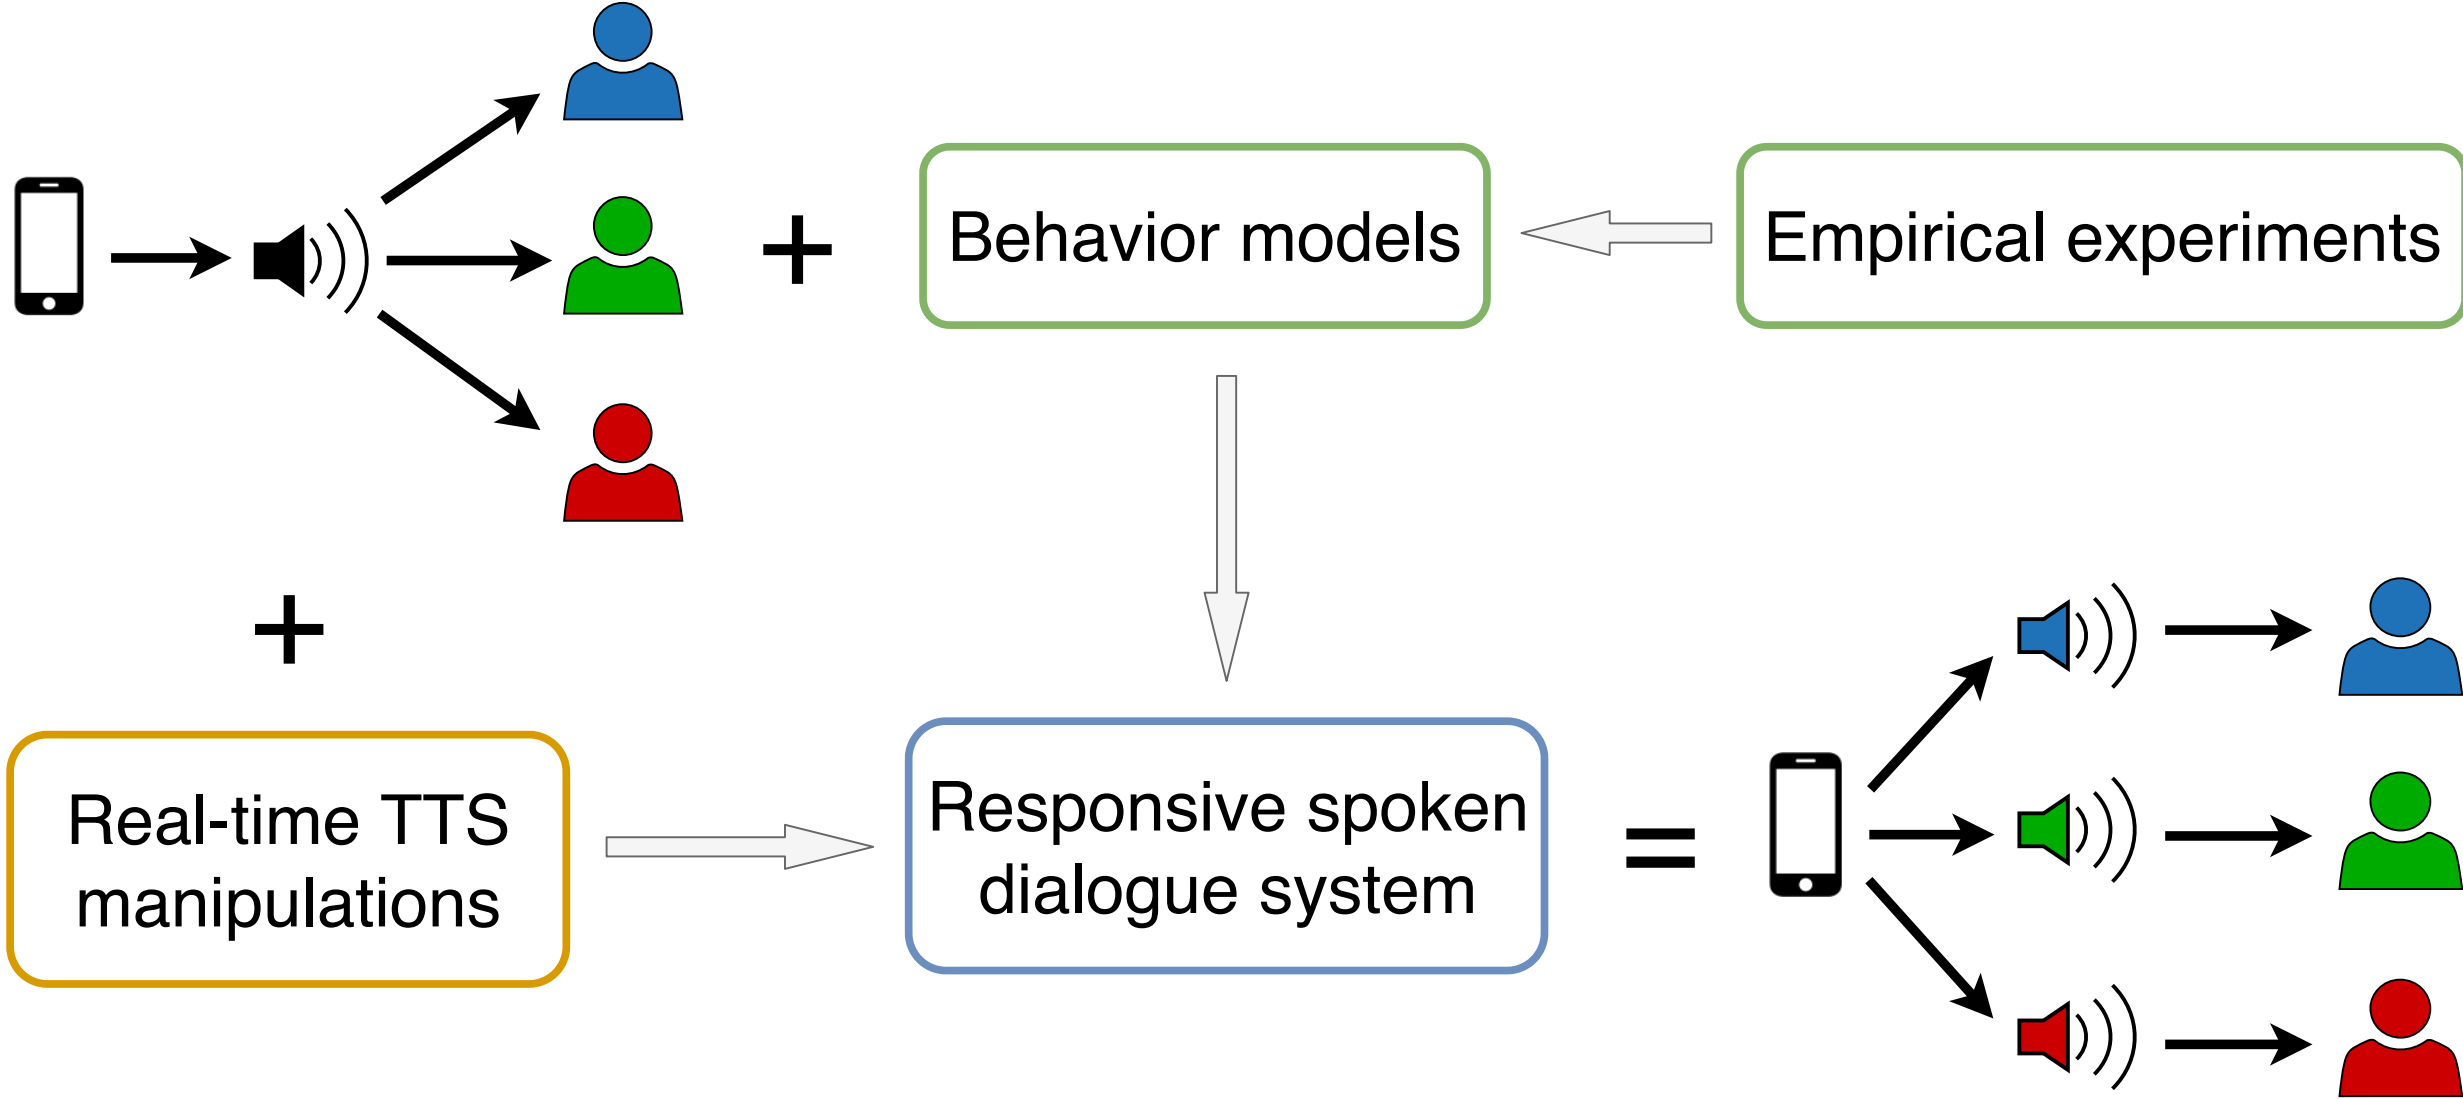 +
Behavior models
Empirical experiments
+
Real-time TTS
manipulations
Responsive spoken
dialogue system
=